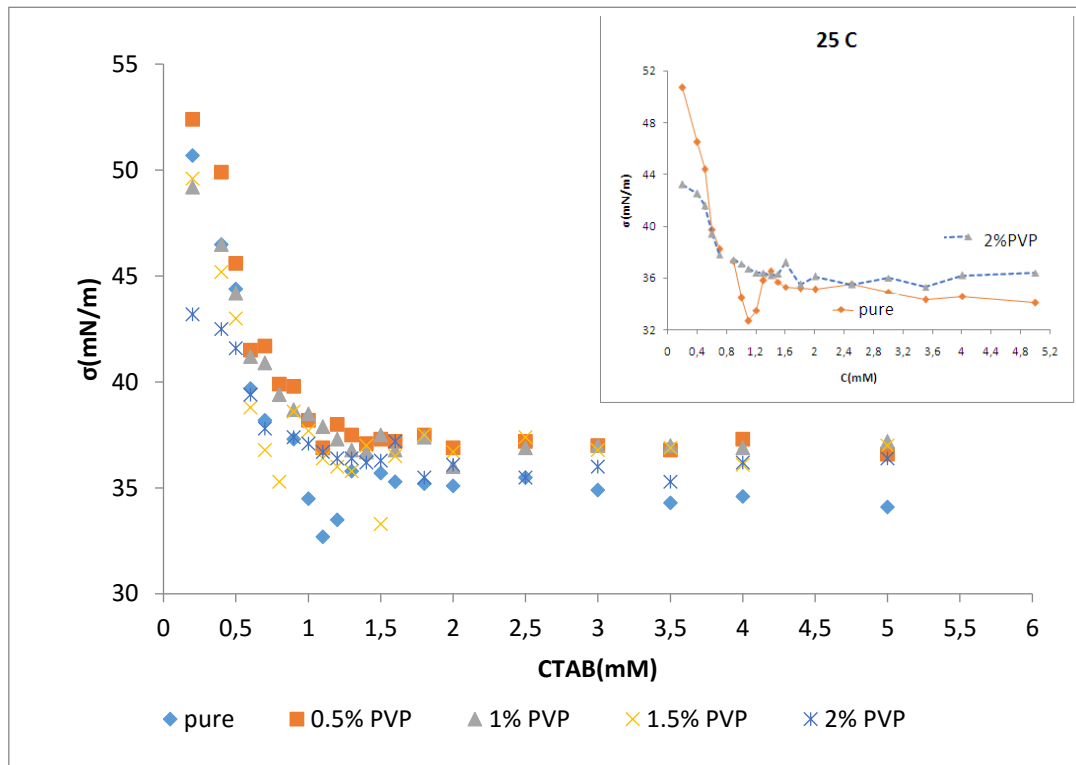 25 C
52
48
44
40
36
32
σ(mN/m)
0 0,4 0,8 1,2 1,6 2 2,4 2,8 3,2 3,6 4 4,4 4,8 5,2
C(mM)
2%PVP
pure
55
50
45
40
35
30
σ(mN/m)
0 0,5 1 1,5 2 2,5 3 3,5 4 4,5 5 5,5 6
CTAB(mM)
pure 0.5% PVP 1% PVP 1.5% PVP 2% PVP